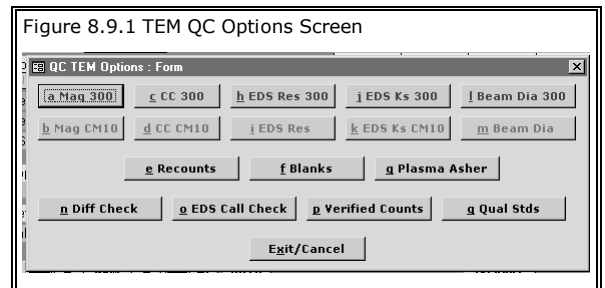 Figure 8.9.1 TEM QC Options Screen
QC TEM Options : Form
a Mag 300 c CC 300 h EDS Res 300 j EDS Ks 300 l Beam Dia 300
b Mag CM10 d CC CM10 i EDS Res k EDS Ks CM10 m Beam Dia
e Recounts f Blanks g Plasma Asher
n Diff Check o EDS Call Check p Verified Counts q Qual Stds
Exit/Cancel